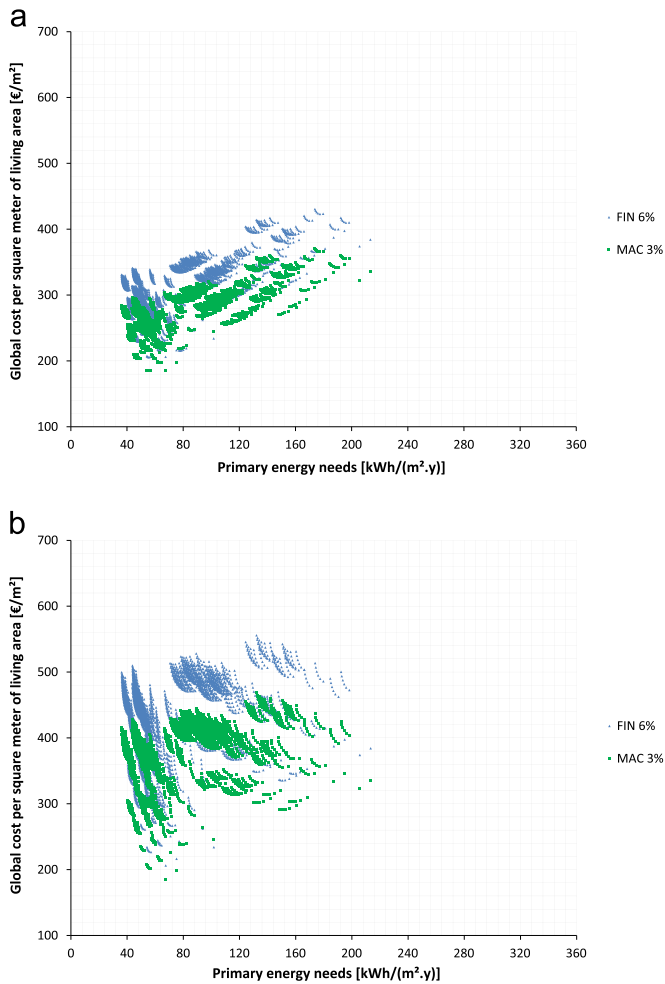 a
700
600
500
400
300
200
100
0 40 80 120 160 200 240 280 320 360
Global cost per square meter of living area [€/m²]
Primary energy needs [kWh/(m².y)]
FIN 6%
MAC 3%
b
700
600
500
400
300
200
100
0 40 80 120 160 200 240 280 320 360
Global cost per square meter of living area [€/m²]
Primary energy needs [kWh/(m².y)]
FIN 6%
MAC 3%